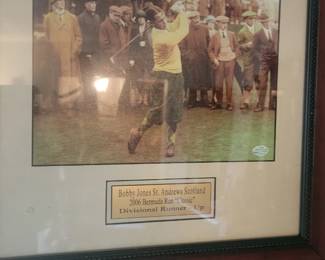 Bobby Jones St. Andrews Scotland
2006 Bermuda Run "Classic"
Divisional Runner - Up